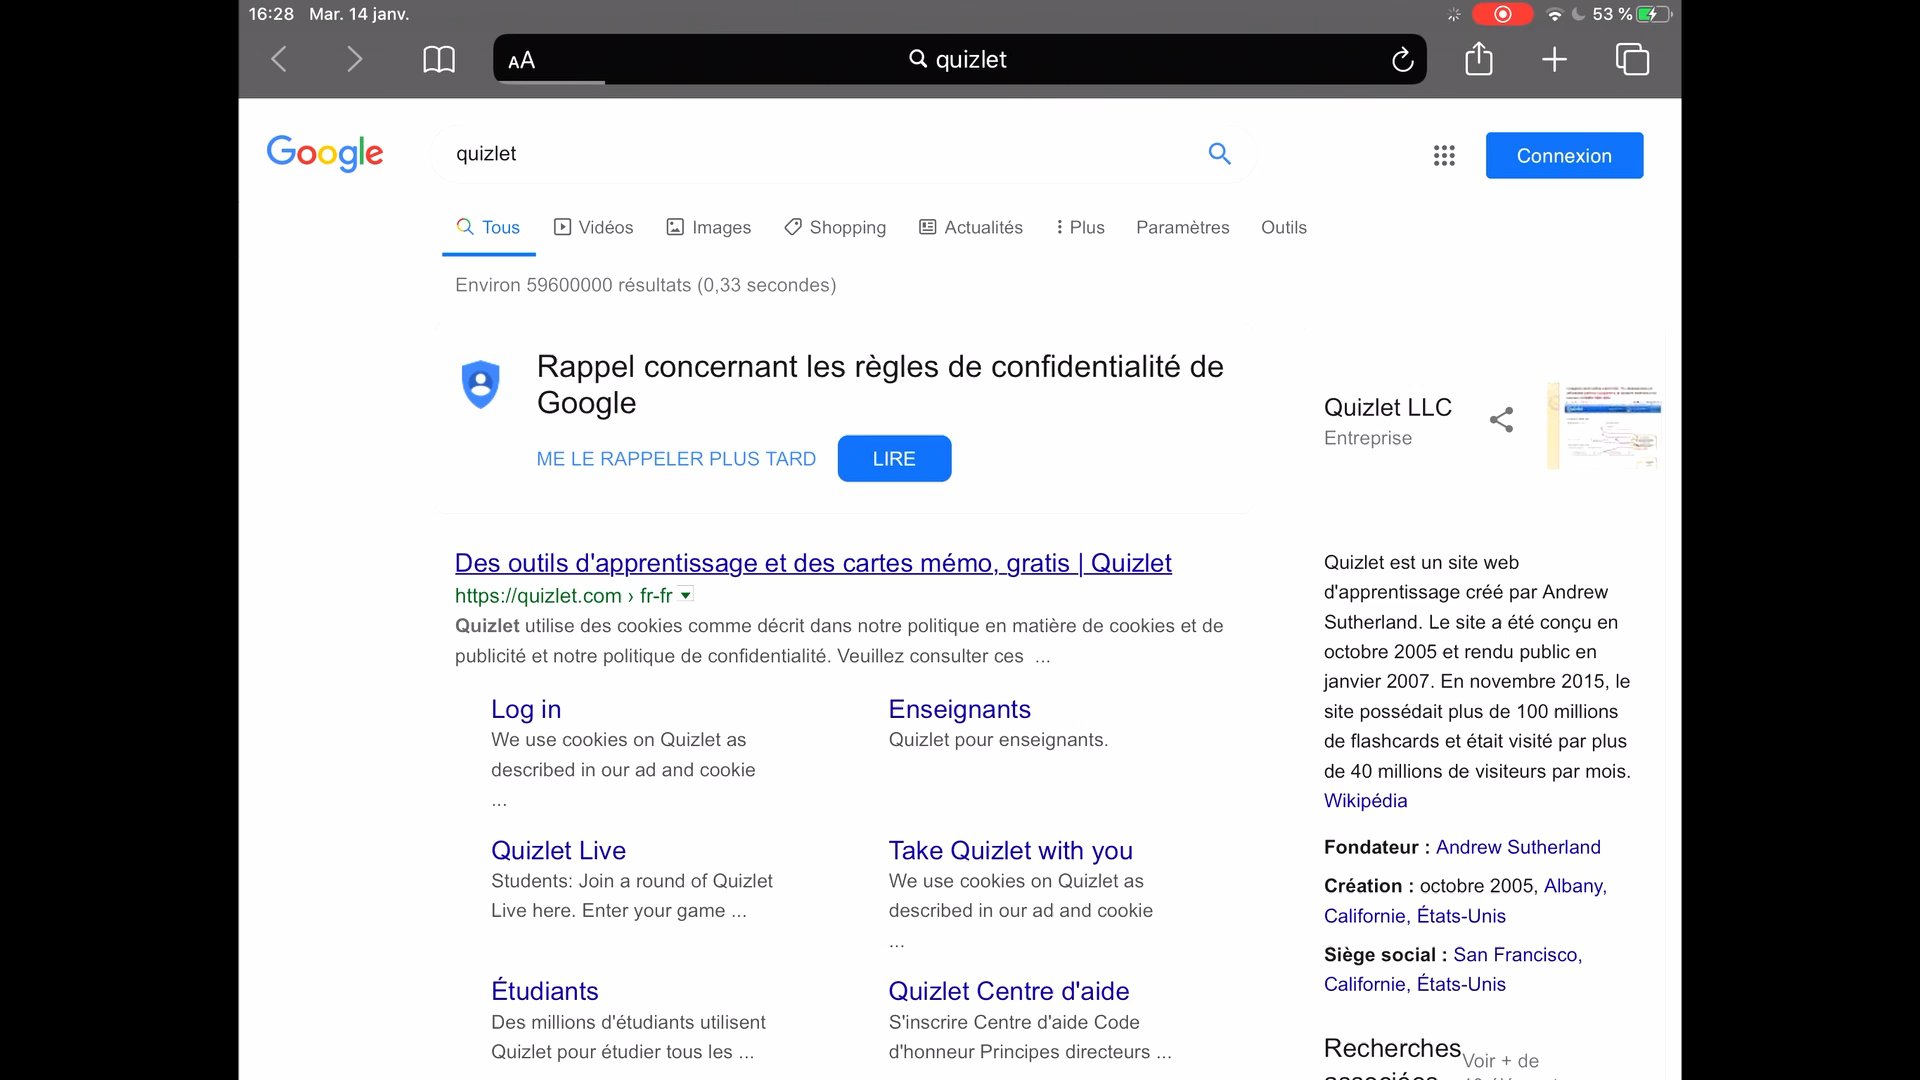 16:28 Mar. 14 janv.
53 %
AA
quizlet
Google
quizlet
Connexion
Tous
Vidéos
Images
Shopping
Actualités
Plus
Paramètres
Outils
Environ 59600000 résultats (0,33 secondes)
Rappel concernant les règles de confidentialité de
Google
ME LE RAPPELER PLUS TARD
LIRE
Des outils d'apprentissage et des cartes mémo, gratis | Quizlet
https://quizlet.com › fr-fr
Quizlet utilise des cookies comme décrit dans notre politique en matière de cookies et de
publicité et notre politique de confidentialité. Veuillez consulter ces ...
Log in
We use cookies on Quizlet as
described in our ad and cookie
...
Enseignants
Quizlet pour enseignants.
Quizlet Live
Students: Join a round of Quizlet
Live here. Enter your game ...
Take Quizlet with you
We use cookies on Quizlet as
described in our ad and cookie
...
Étudiants
Des millions d'étudiants utilisent
Quizlet pour étudier tous les ...
Quizlet Centre d'aide
S'inscrire Centre d'aide Code
d'honneur Principes directeurs ...
Quizlet LLC
Entreprise
Quizlet est un site web
d'apprentissage créé par Andrew
Sutherland. Le site a été conçu en
octobre 2005 et rendu public en
janvier 2007. En novembre 2015, le
site possédait plus de 100 millions
de flashcards et était visité par plus
de 40 millions de visiteurs par mois.
Wikipédia
Fondateur : Andrew Sutherland
Création : octobre 2005, Albany,
Californie, États-Unis
Siège social : San Francisco,
Californie, États-Unis
Recherches
Voir + de